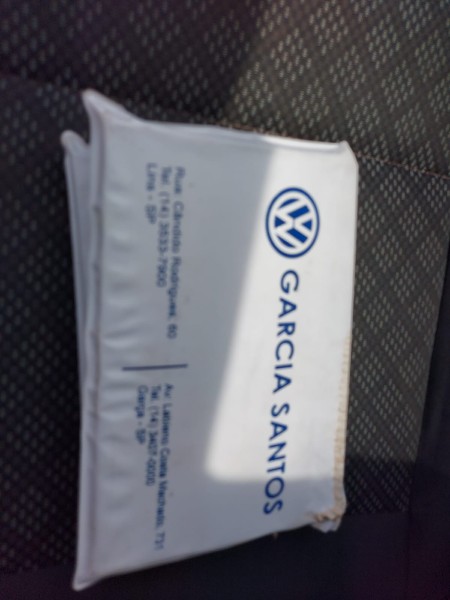 GARCIA SANTOS
Rua Cândido Rodrigues, 60
Tel. (14) 3533-7900
Lins - SP
Av. Labieno Costa Machado, 721
Tel. (14) 3407-0000
Garça - SP